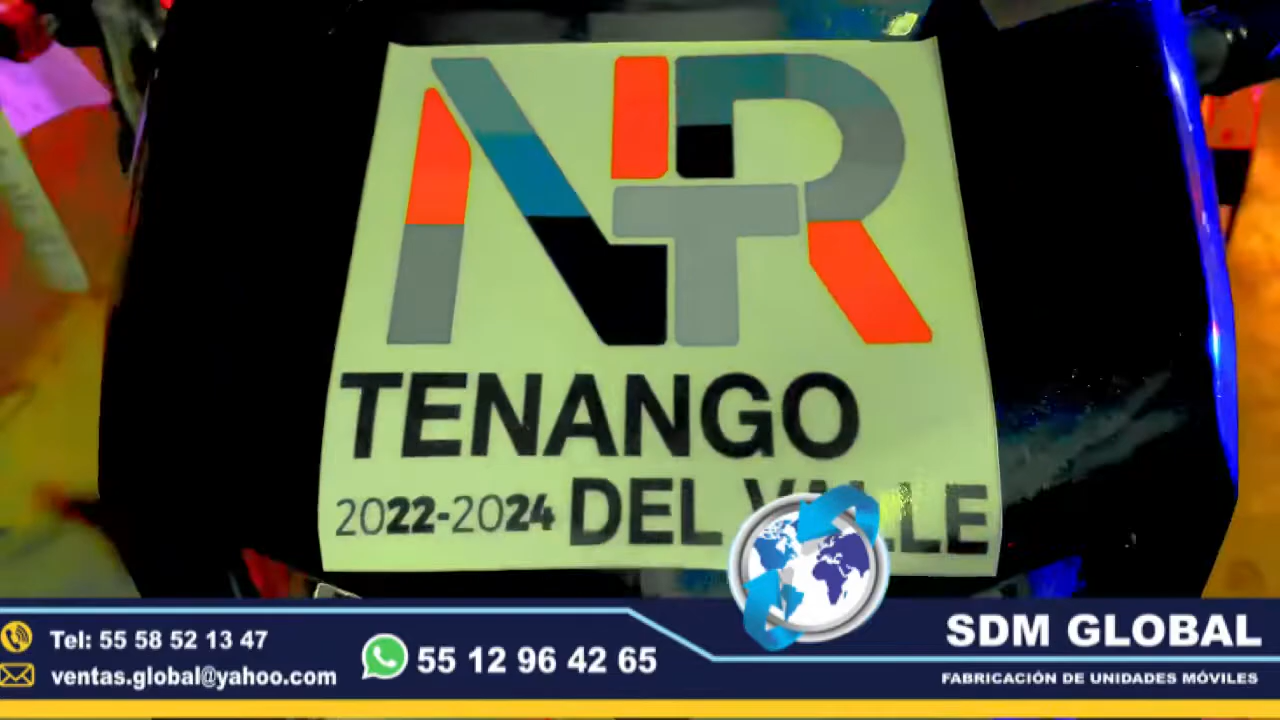 NTR
TENANGO
2022-2024 DEL VALLE
Tel: 55 58 52 13 47
ventas.global@yahoo.com
55 12 96 42 65
SDM GLOBAL
FABRICACIÓN DE UNIDADES MÓVILES